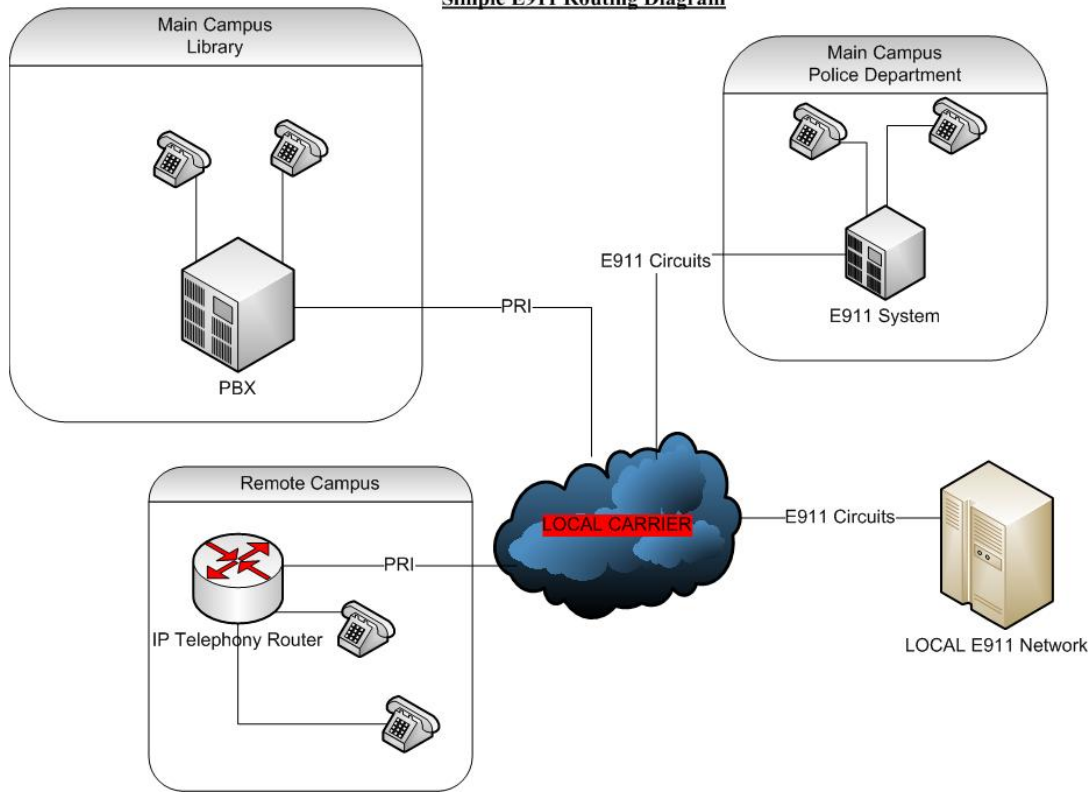 Simple E911 Routing Diagram
Main Campus
Library
Main Campus
Police Department
E911 Circuits
E911 System
PRI
PBX
Remote Campus
LOCAL CARRIER
E911 Circuits
PRI
IP Telephony Router
LOCAL E911 Network